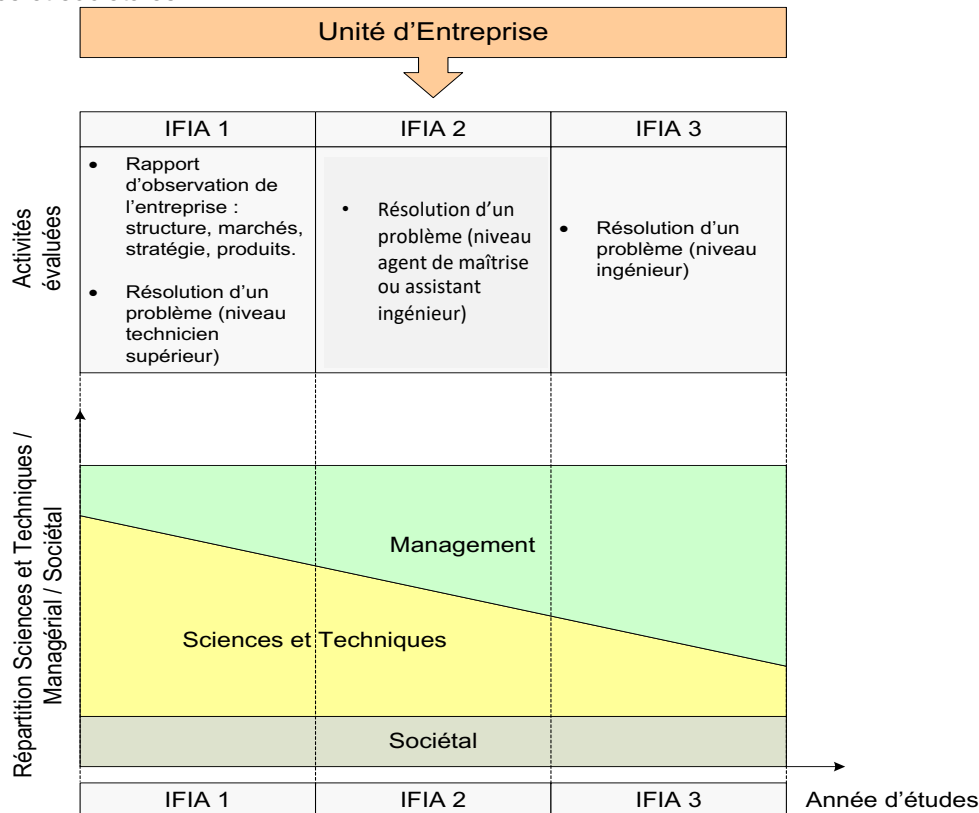 Unité d'Entreprise
IFIA 1
IFIA 2
IFIA 3
Activités
évaluées
• Rapport
d'observation de
l'entreprise :
structure, marchés,
stratégie, produits.
• Résolution d'un
problème (niveau
technicien
supérieur)
• Résolution d'un
problème (niveau
agent de maîtrise
ou assistant
ingénieur)
• Résolution d'un
problème (niveau
ingénieur)
Répartition Sciences et Techniques /
Managérial / Sociétal
Management
Sciences et Techniques
Sociétal
IFIA 1
IFIA 2
IFIA 3
Année d'études